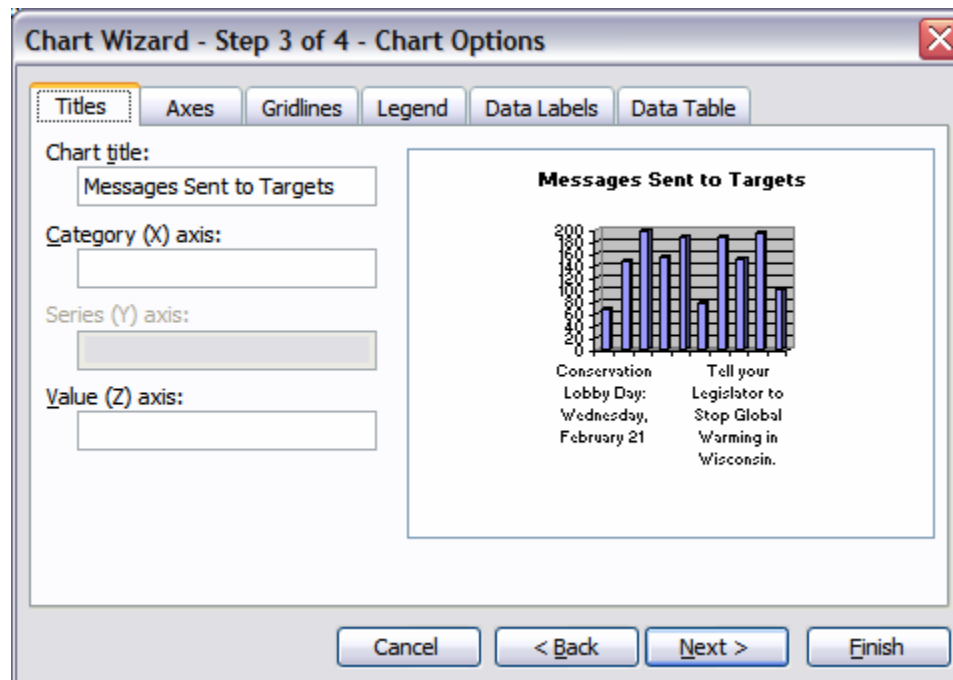 Chart Wizard - Step 3 of 4 - Chart Options
Titles Axes Gridlines Legend Data Labels Data Table
Chart title:
Messages Sent to Targets
Category (X) axis:
Series (Y) axis:
Value (Z) axis:
Messages Sent to Targets
200
180
160
140
120
100
80
60
40
20
0
Conservation
Lobby Day:
Wednesday,
February 21
Tell your
Legislator to
Stop Global
Warming in
Wisconsin.
Cancel < Back Next > Finish